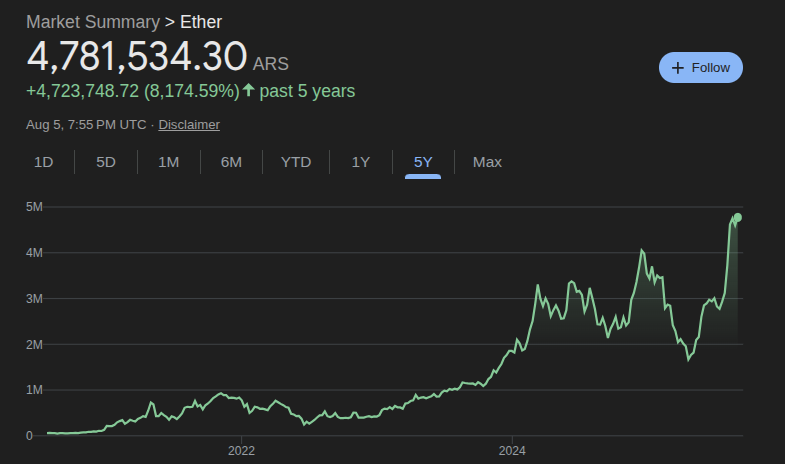 Market Summary > Ether
4,781,534.30 ARS
+ Follow
+4,723,748.72 (8,174.59%) ↑ past 5 years
Aug 5, 7:55 PM UTC · Disclaimer
1D 5D 1M 6M YTD 1Y 5Y Max
5M
4M
3M
2M
1M
0
2022 2024